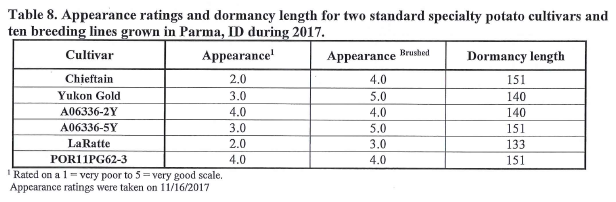 Table 8. Appearance ratings and dormancy length for two standard specialty potato cultivars and
ten breeding lines grown in Parma, ID during 2017.
Cultivar Appearance¹ Appearance Brushed Dormancy length
Chieftain 2.0 4.0 151
Yukon Gold 3.0 5.0 140
A06336-2Y 4.0 4.0 140
A06336-5Y 3.0 5.0 151
LaRatte 2.0 3.0 133
POR11PG62-3 4.0 4.0 151
¹ Rated on a 1 = very poor to 5 = very good scale.
Appearance ratings were taken on 11/16/2017